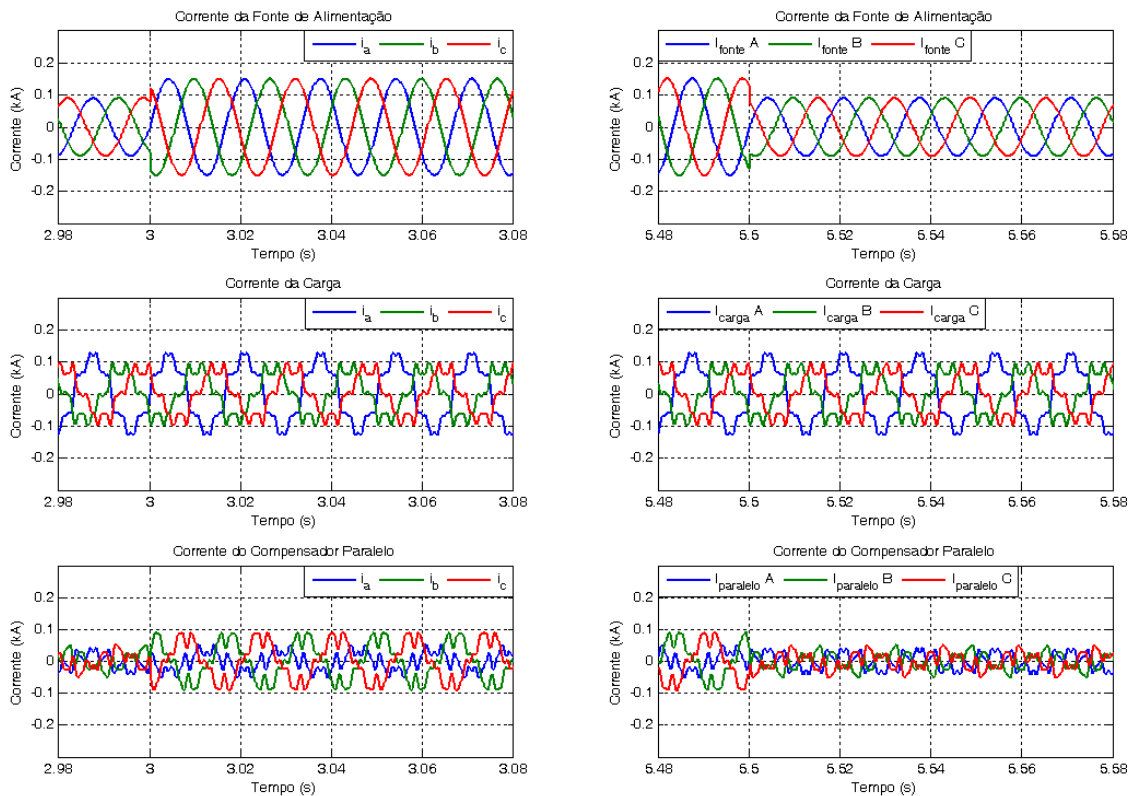 Corrente da Fonte de Alimentação
i_a i_b i_c
Corrente (kA)
0.2
0.1
0
-0.1
-0.2
2.98 3 3.02 3.04 3.06 3.08
Tempo (s)
Corrente da Fonte de Alimentação
I_fonte A I_fonte B I_fonte C
Corrente (kA)
0.2
0.1
0
-0.1
-0.2
5.48 5.5 5.52 5.54 5.56 5.58
Tempo (s)
Corrente da Carga
i_a i_b i_c
Corrente (kA)
0.2
0.1
0
-0.1
-0.2
2.98 3 3.02 3.04 3.06 3.08
Tempo (s)
Corrente da Carga
I_carga A I_carga B I_carga C
Corrente (kA)
0.2
0.1
0
-0.1
-0.2
5.48 5.5 5.52 5.54 5.56 5.58
Tempo (s)
Corrente do Compensador Paralelo
i_a i_b i_c
Corrente (kA)
0.2
0.1
0
-0.1
-0.2
2.98 3 3.02 3.04 3.06 3.08
Tempo (s)
Corrente do Compensador Paralelo
I_paralelo A I_paralelo B I_paralelo C
Corrente (kA)
0.2
0.1
0
-0.1
-0.2
5.48 5.5 5.52 5.54 5.56 5.58
Tempo (s)